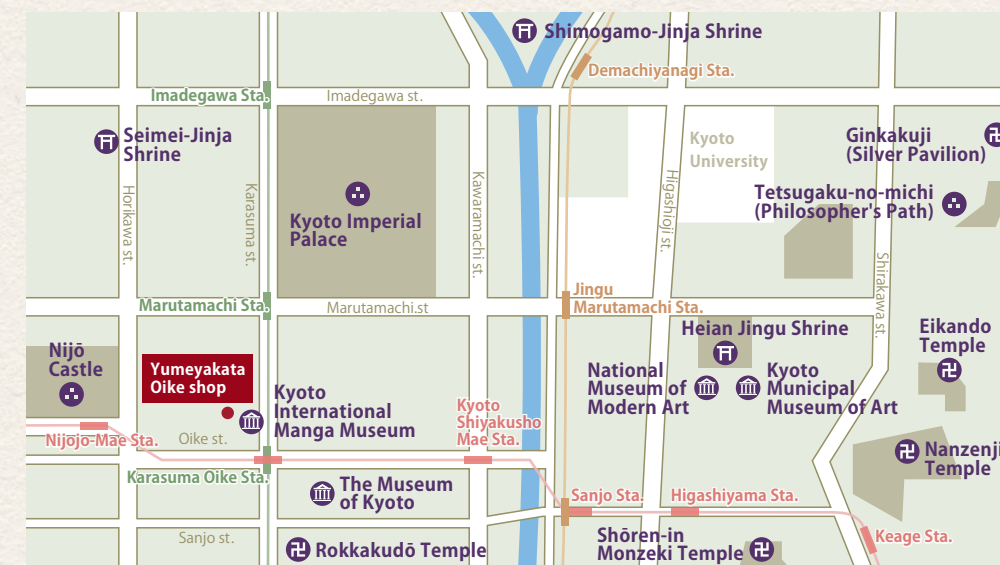 Shimogamo-Jinja Shrine
Demachiyanagi Sta.
Imadegawa Sta.
Imadegawa st.
Seimei-Jinja
Shrine
Kyoto
University
Ginkakuji
(Silver Pavilion)
Tetsugaku-no-michi
(Philosopher's Path)
Horikawa st.
Karasuma st.
Kyoto Imperial
Palace
Kawaramachi st.
Higashioji st.
Shirakawa st.
Marutamachi Sta.
Marutamachi.st
Jingu
Marutamachi Sta.
Heian Jingu Shrine
Eikando
Temple
Nijō
Castle
Yumeyakata
Oike shop
Kyoto
International
Manga Museum
National
Museum of
Modern Art
Kyoto
Municipal
Museum of Art
Kyoto
Shiyakusho
Mae Sta.
Nijojo-Mae Sta.
Oike st.
Nanzenji
Temple
Karasuma Oike Sta.
The Museum
of Kyoto
Sanjo Sta.
Higashiyama Sta.
Sanjo st.
Rokkakudō Temple
Shōren-in
Monzeki Temple
Keage Sta.